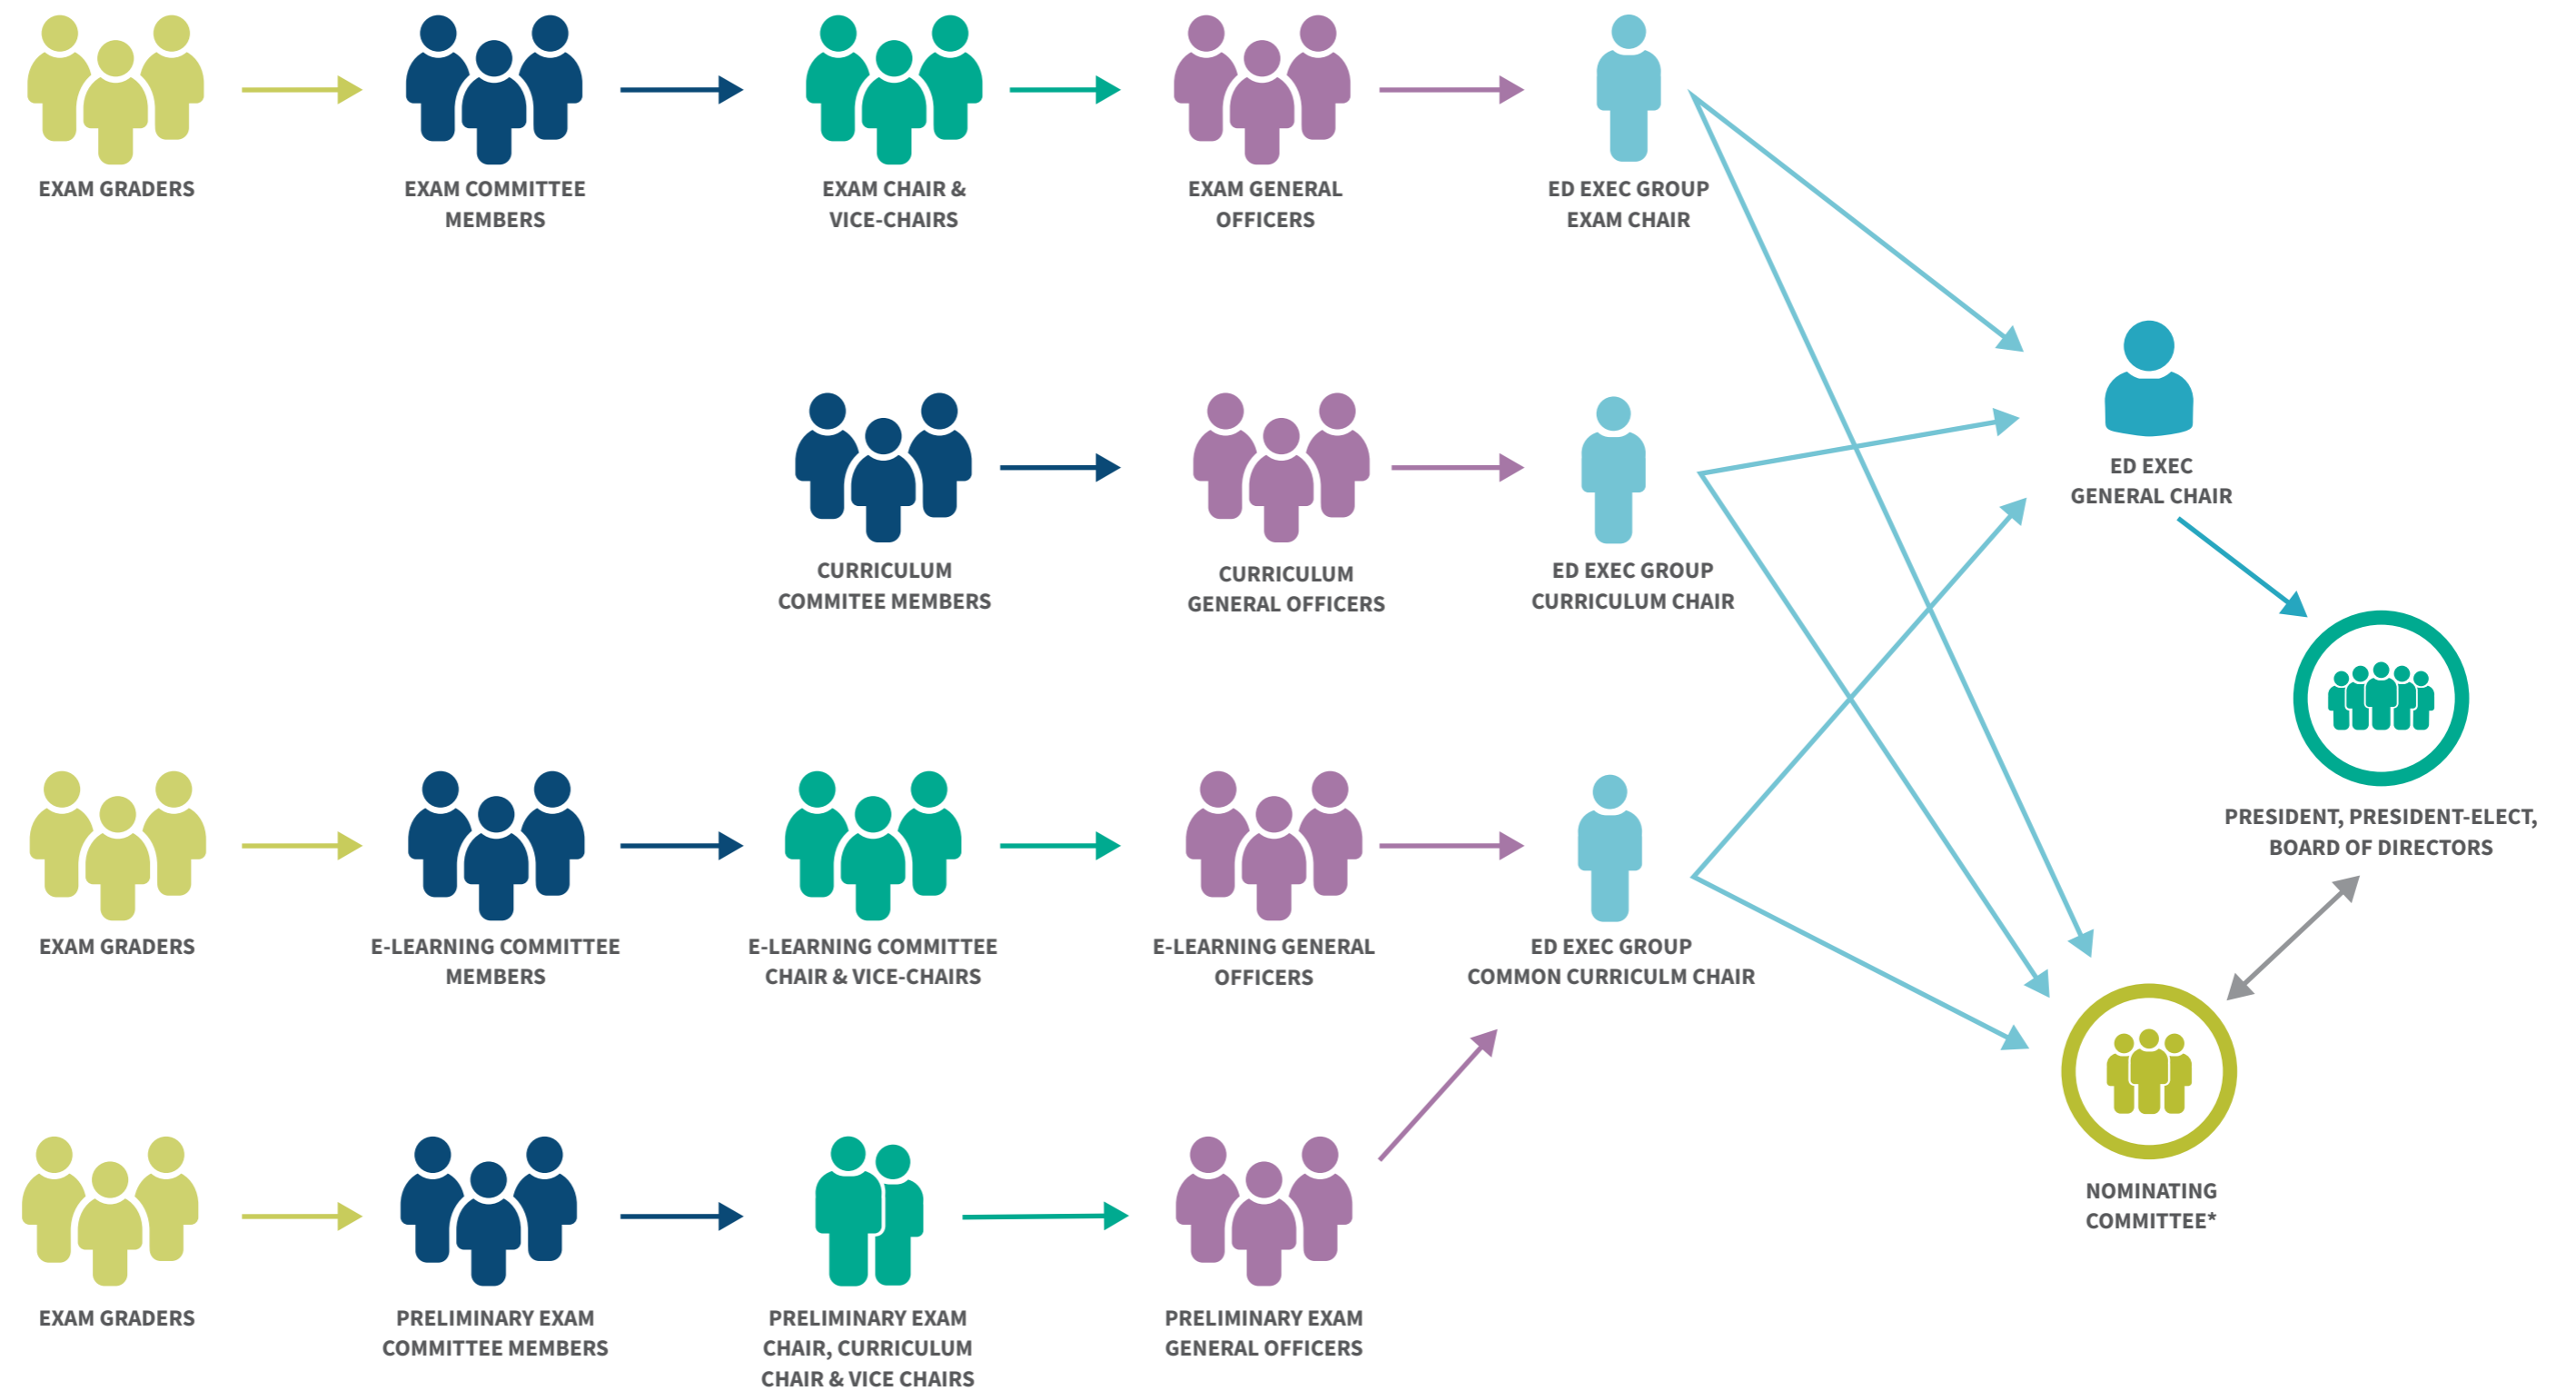 EXAM GRADERS
EXAM COMMITTEE
MEMBERS
EXAM CHAIR &
VICE-CHAIRS
EXAM GENERAL
OFFICERS
ED EXEC GROUP
EXAM CHAIR
ED EXEC
GENERAL CHAIR
CURRICULUM
COMMITEE MEMBERS
CURRICULUM
GENERAL OFFICERS
ED EXEC GROUP
CURRICULUM CHAIR
PRESIDENT, PRESIDENT-ELECT,
BOARD OF DIRECTORS
EXAM GRADERS
E-LEARNING COMMITTEE
MEMBERS
E-LEARNING COMMITTEE
CHAIR & VICE-CHAIRS
E-LEARNING GENERAL
OFFICERS
ED EXEC GROUP
COMMON CURRICULM CHAIR
NOMINATING
COMMITTEE*
EXAM GRADERS
PRELIMINARY EXAM
COMMITTEE MEMBERS
PRELIMINARY EXAM
CHAIR, CURRICULUM
CHAIR & VICE CHAIRS
PRELIMINARY EXAM
GENERAL OFFICERS